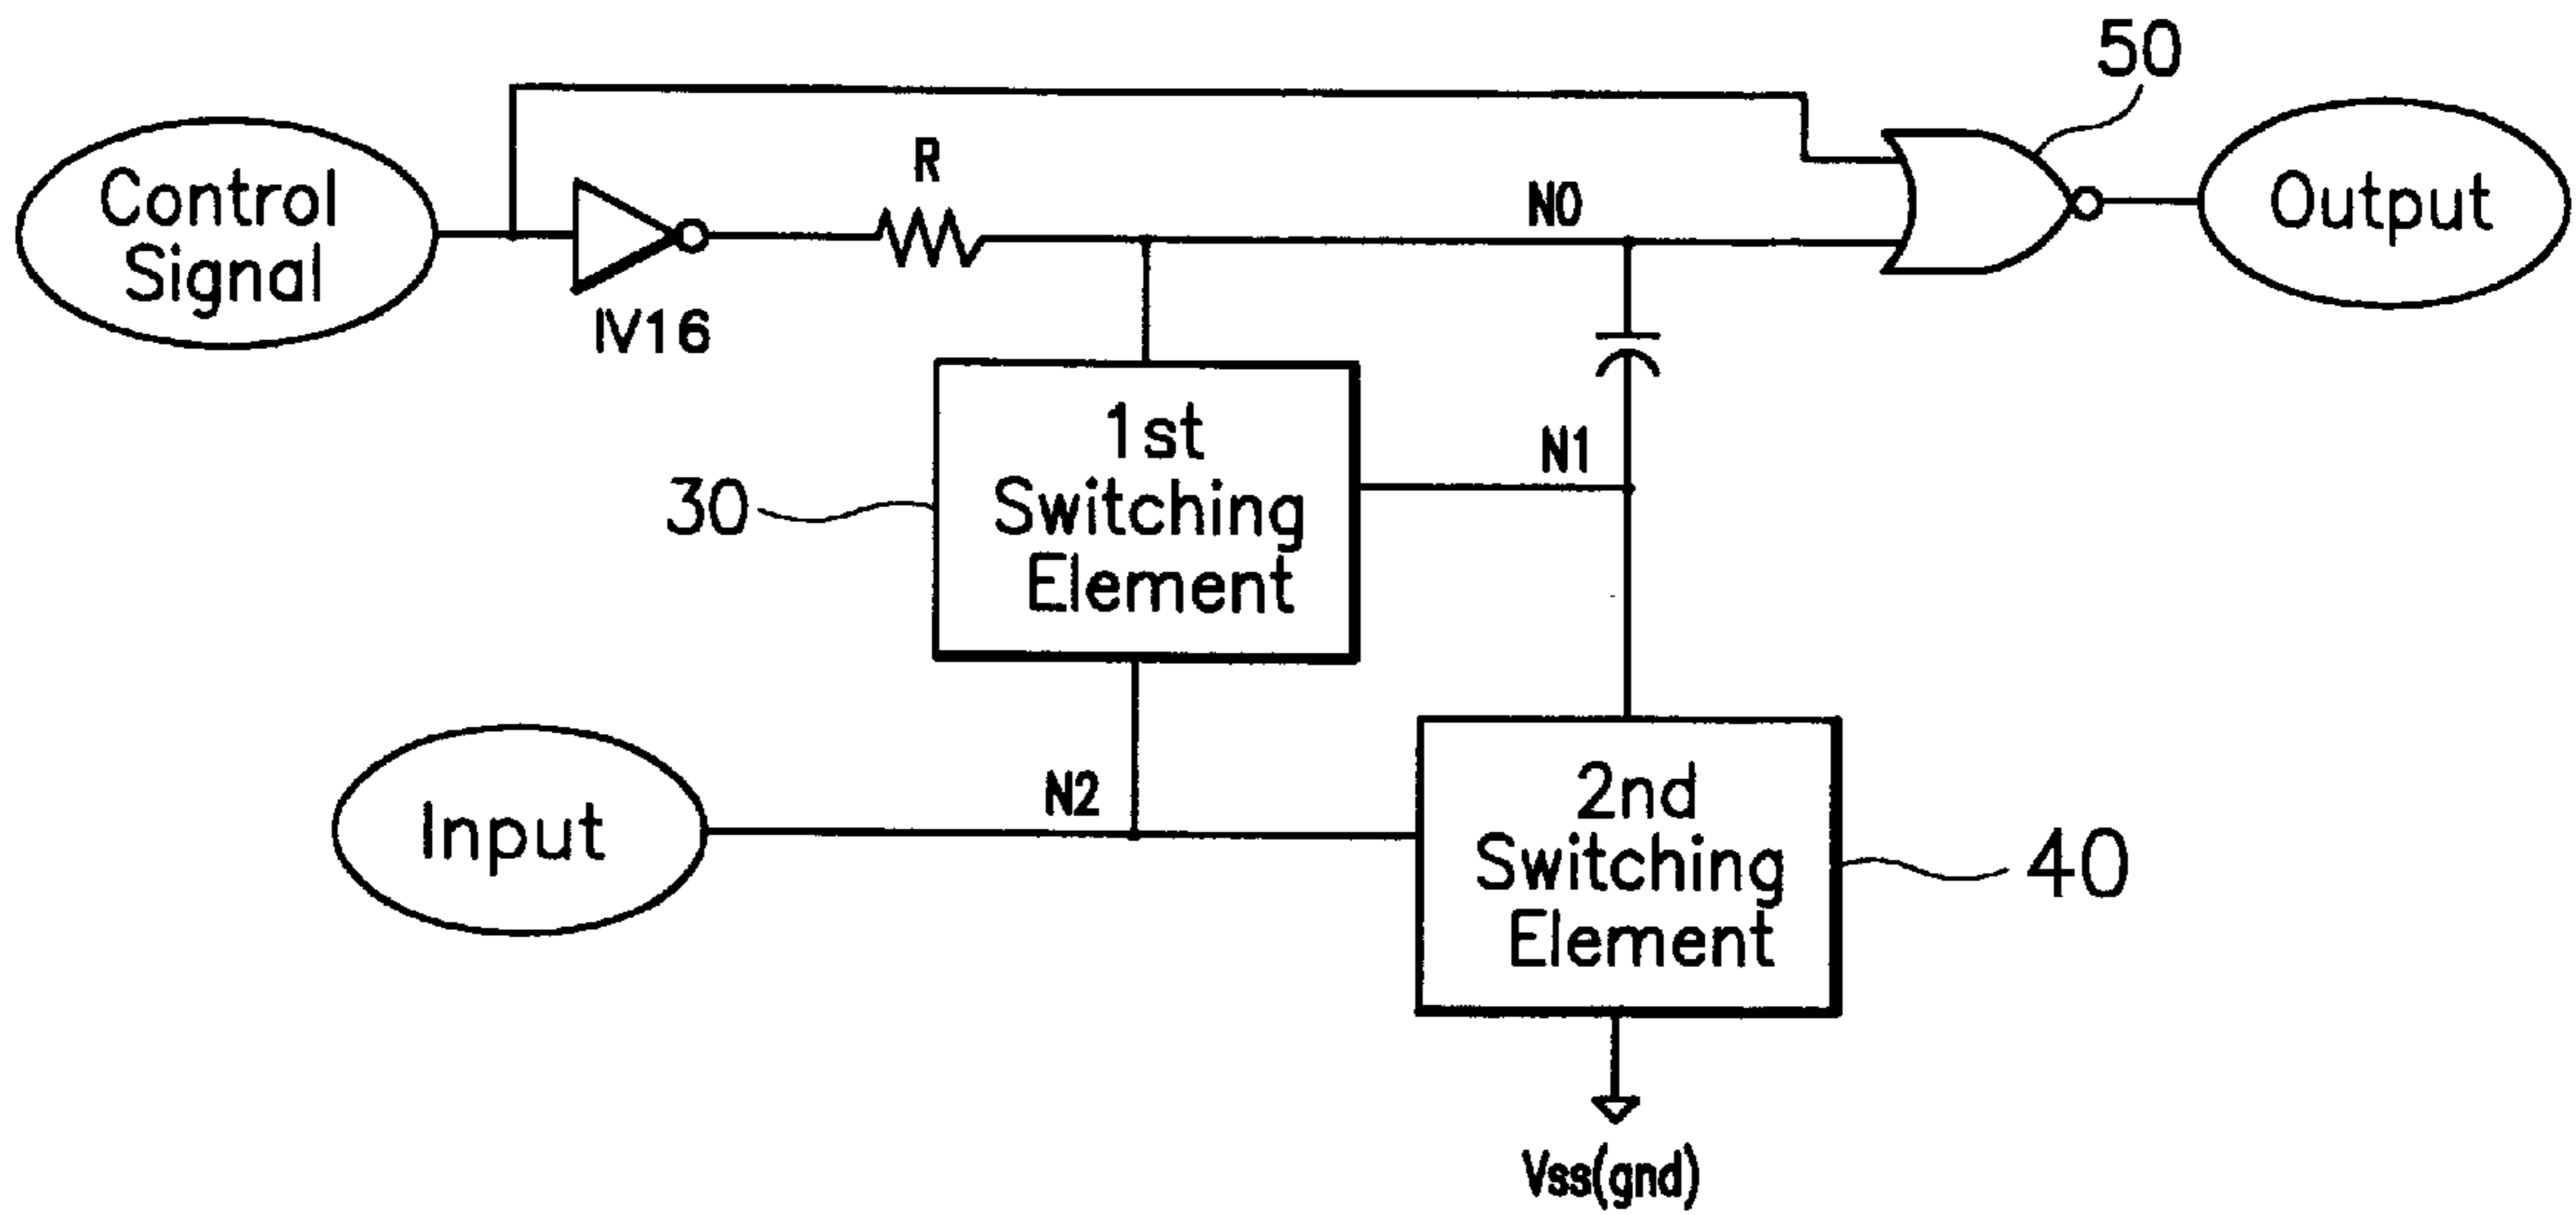 50
Control
Signal
R
N0
Output
IV16
1st
Switching
Element
N1
30
N2
Input
2nd
Switching
Element
40
Vss(gnd)